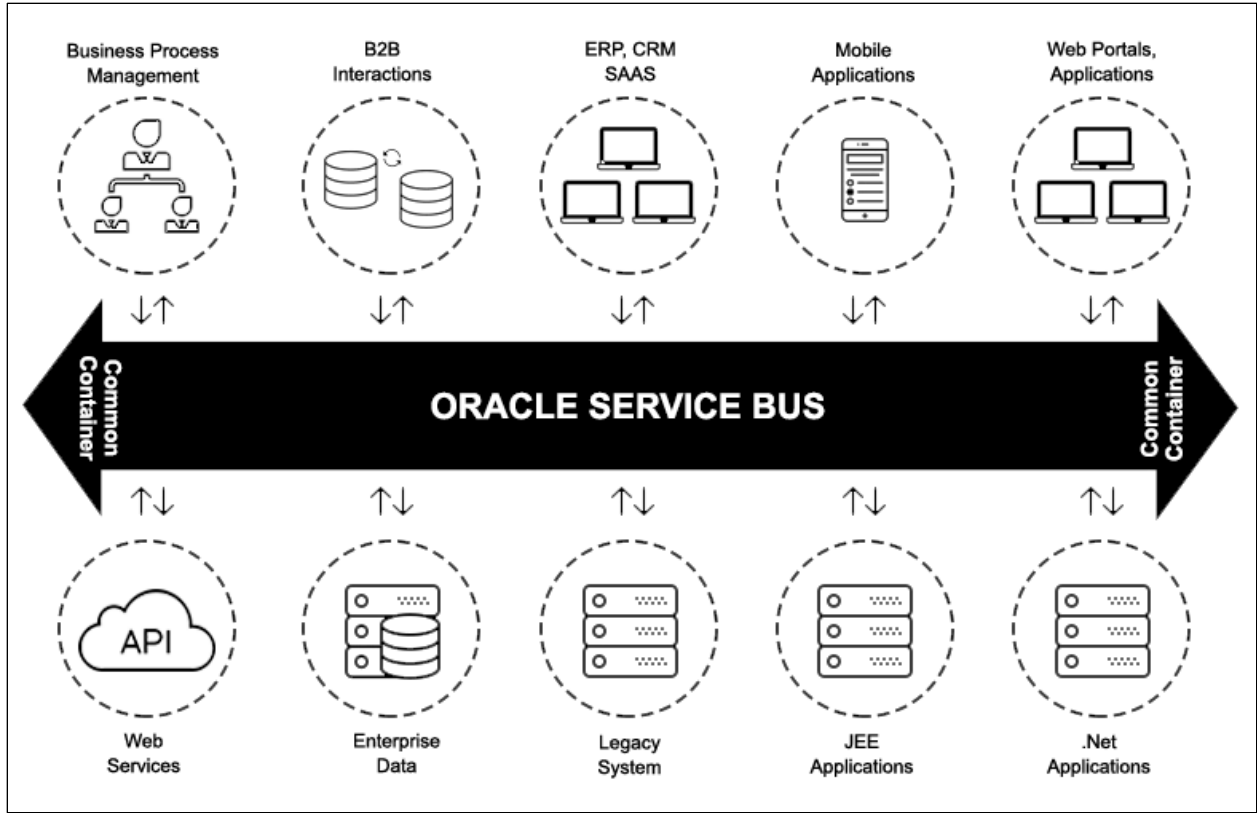 Business Process
Management
B2B
Interactions
ERP, CRM
SAAS
Mobile
Applications
Web Portals,
Applications
Common
Container
ORACLE SERVICE BUS
Common
Container
API
Web
Services
Enterprise
Data
Legacy
System
JEE
Applications
.Net
Applications